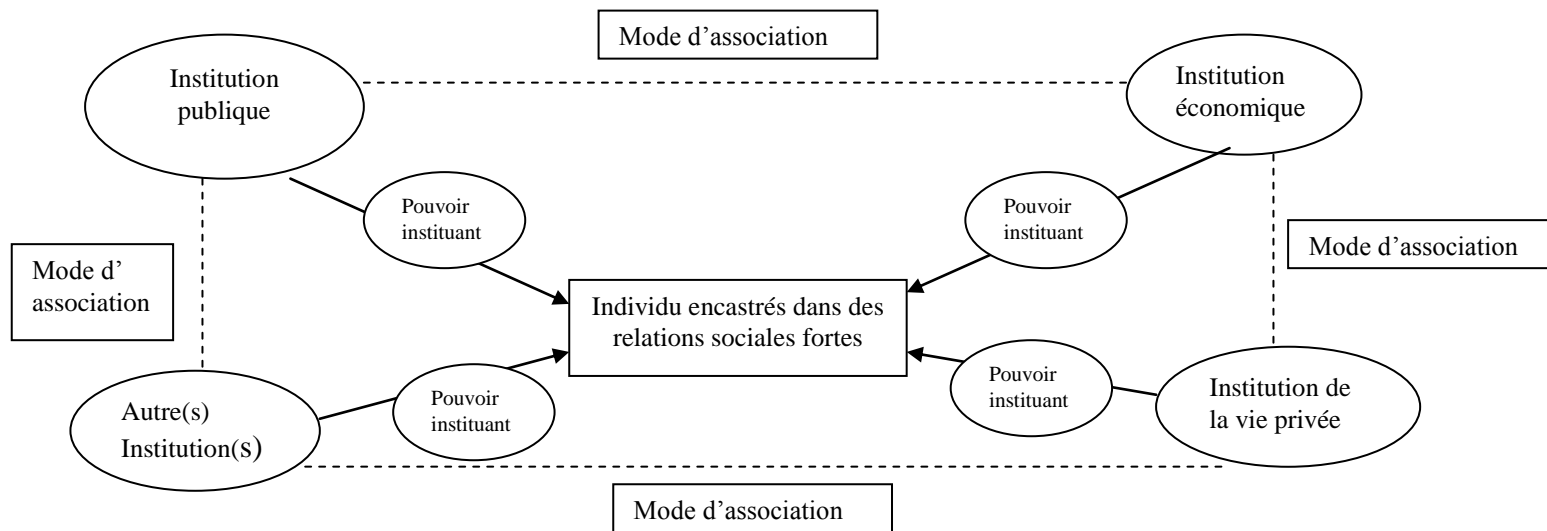 Mode d’association
Institution
publique
Institution
économique
Pouvoir
instituant
Pouvoir
instituant
Mode d’
association
Mode d’association
Individu encastrés dans des
relations sociales fortes
Autre(s)
Institution(s)
Pouvoir
instituant
Pouvoir
instituant
Institution de
la vie privée
Mode d’association